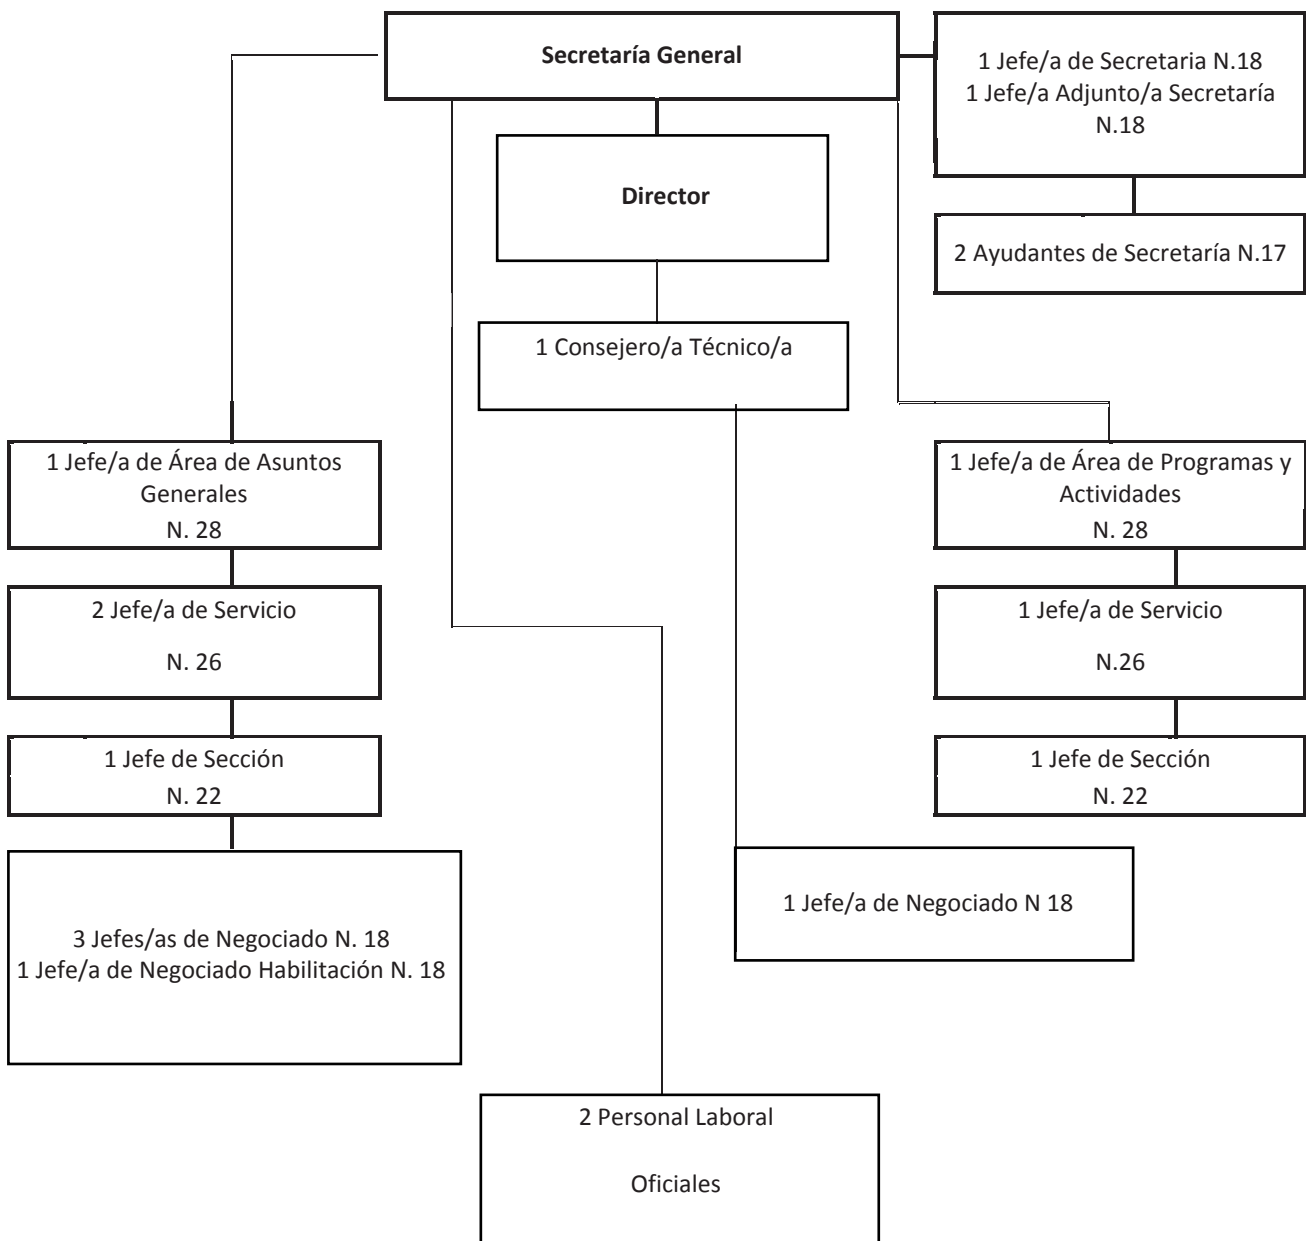 Secretaría General
1 Jefe/a de Secretaria N.18
1 Jefe/a Adjunto/a Secretaría
N.18
Director
2 Ayudantes de Secretaría N.17
1 Consejero/a Técnico/a
1 Jefe/a de Área de Asuntos
Generales
N. 28
1 Jefe/a de Área de Programas y
Actividades
N. 28
2 Jefe/a de Servicio
N. 26
1 Jefe/a de Servicio
N.26
1 Jefe de Sección
N. 22
1 Jefe de Sección
N. 22
3 Jefes/as de Negociado N. 18
1 Jefe/a de Negociado Habilitación N. 18
1 Jefe/a de Negociado N 18
2 Personal Laboral
Oficiales